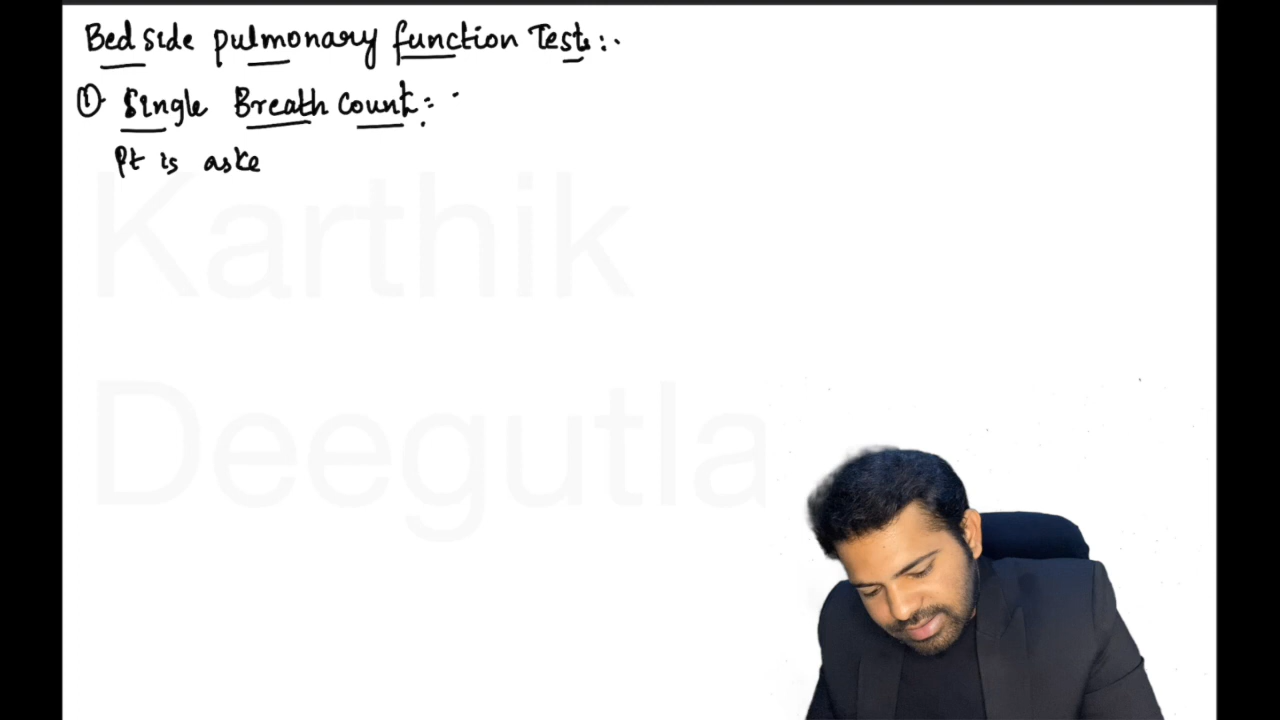 Bed side pulmonary function Tests:-
① Single Breath Count:-
Pt is aske
Karthik
Deegutla